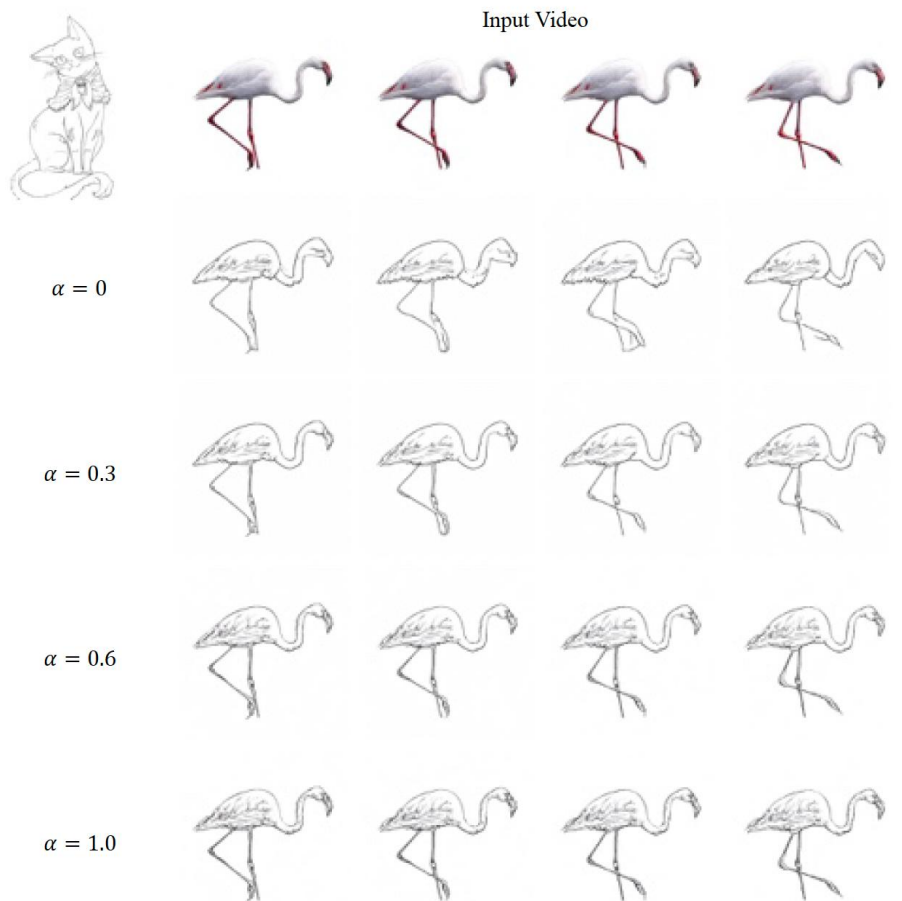 Input Video
α = 0
α = 0.3
α = 0.6
α = 1.0